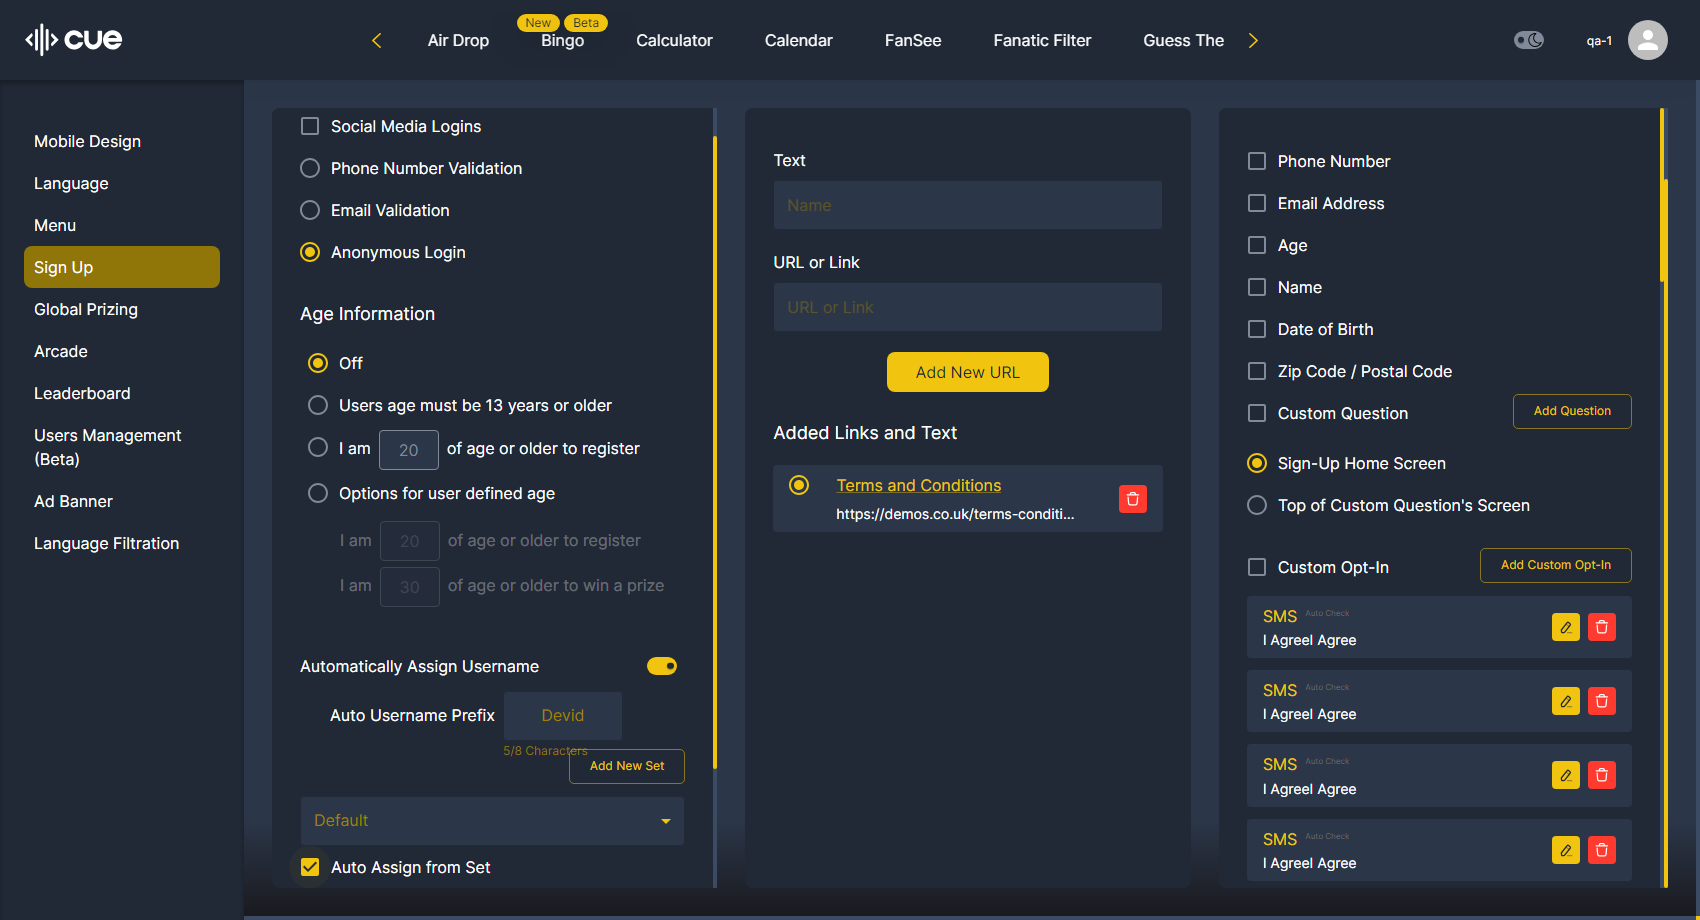 cue
Air Drop
New
Beta
Bingo
Calculator
Calendar
FanSee
Fanatic Filter
Guess The
qa-1
Mobile Design
Language
Menu
Sign Up
Global Prizing
Arcade
Leaderboard
Users Management
(Beta)
Ad Banner
Language Filtration
Social Media Logins
Phone Number Validation
Email Validation
Anonymous Login
Age Information
Off
Users age must be 13 years or older
I am 20 of age or older to register
Options for user defined age
I am 20 of age or older to register
I am 30 of age or older to win a prize
Automatically Assign Username
Auto Username Prefix Devid
5/8 Characters
Add New Set
Default
Auto Assign from Set
Text
Name
URL or Link
URL or Link
Add New URL
Added Links and Text
Terms and Conditions
https://demos.co.uk/terms-conditi...
Phone Number
Email Address
Age
Name
Date of Birth
Zip Code / Postal Code
Custom Question Add Question
Sign-Up Home Screen
Top of Custom Question's Screen
Custom Opt-In Add Custom Opt-In
SMS Auto Check
I AgreeI Agree
SMS Auto Check
I AgreeI Agree
SMS Auto Check
I AgreeI Agree
SMS Auto Check
I AgreeI Agree